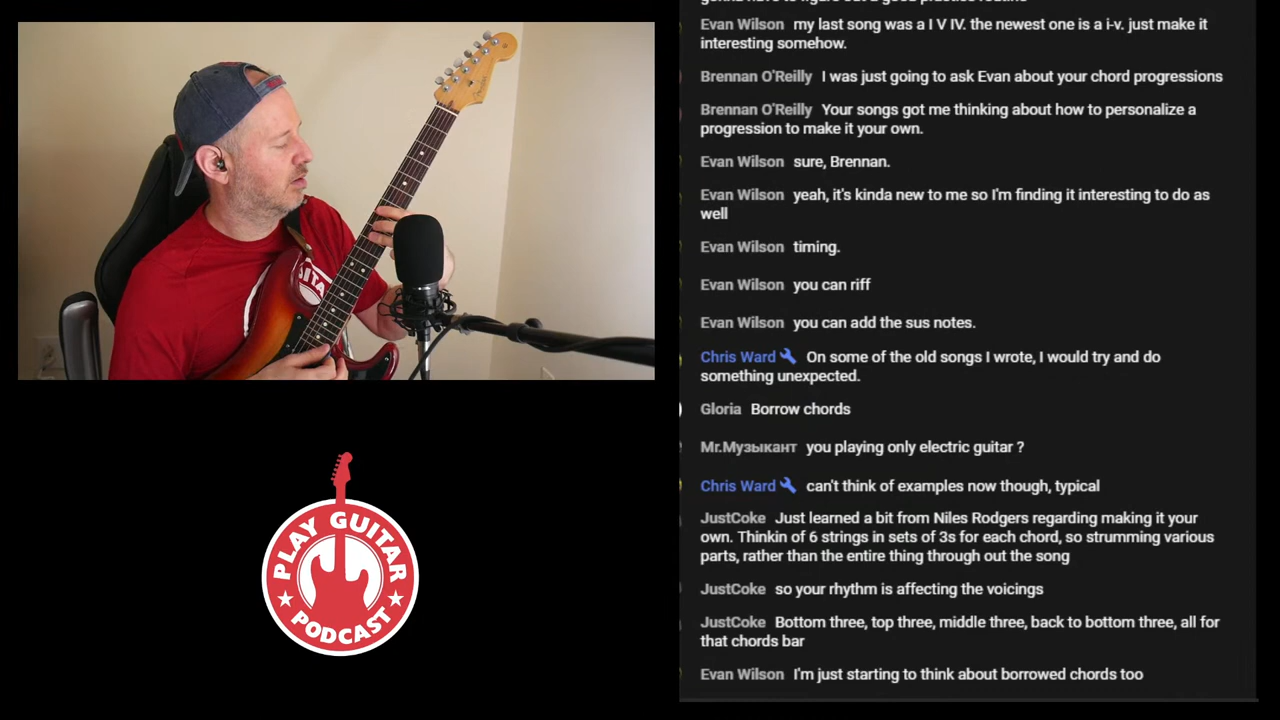 Evan Wilson my last song was a I V IV. the newest one is a i-v. just make it
interesting somehow.
Brennan O'Reilly I was just going to ask Evan about your chord progressions
Brennan O'Reilly Your songs got me thinking about how to personalize a
progression to make it your own.
Evan Wilson sure, Brennan.
Evan Wilson yeah, it's kinda new to me so I'm finding it interesting to do as
well
Evan Wilson timing.
Evan Wilson you can riff
Evan Wilson you can add the sus notes.
Chris Ward On some of the old songs I wrote, I would try and do
something unexpected.
Gloria Borrow chords
Mr.Музыкант you playing only electric guitar ?
Chris Ward can't think of examples now though, typical
JustCoke Just learned a bit from Niles Rodgers regarding making it your
own. Thinkin of 6 strings in sets of 3s for each chord, so strumming various
parts, rather than the entire thing through out the song
JustCoke so your rhythm is affecting the voicings
JustCoke Bottom three, top three, middle three, back to bottom three, all for
that chords bar
Evan Wilson I'm just starting to think about borrowed chords too
PLAY GUITAR
PODCAST